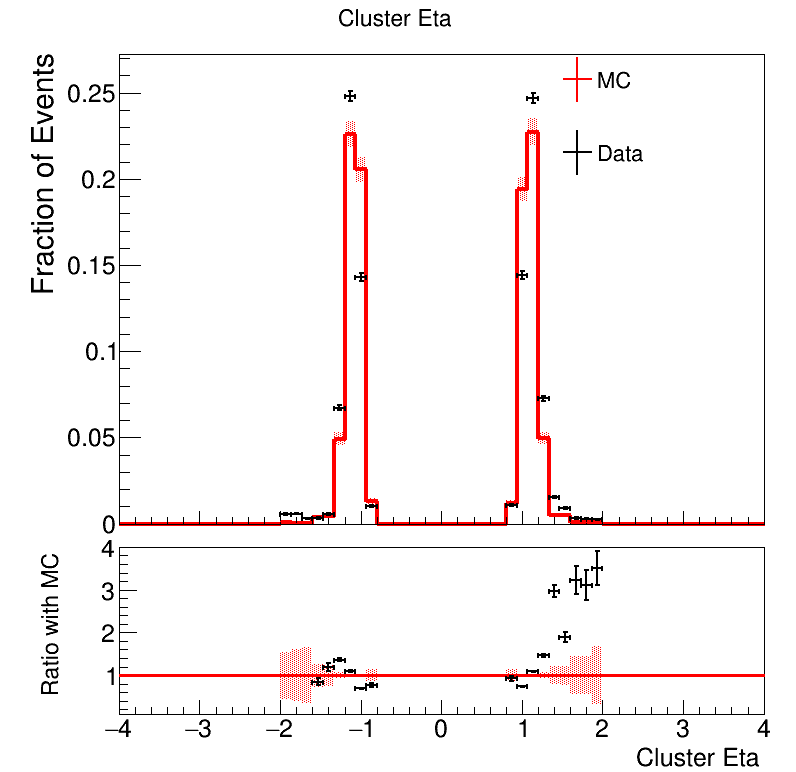 Cluster Eta
Fraction of Events
0.25
0.2
0.15
0.1
0.05
0
MC
Data
Ratio with MC
4
3
2
1
−4 −3 −2 −1 0 1 2 3 4
Cluster Eta